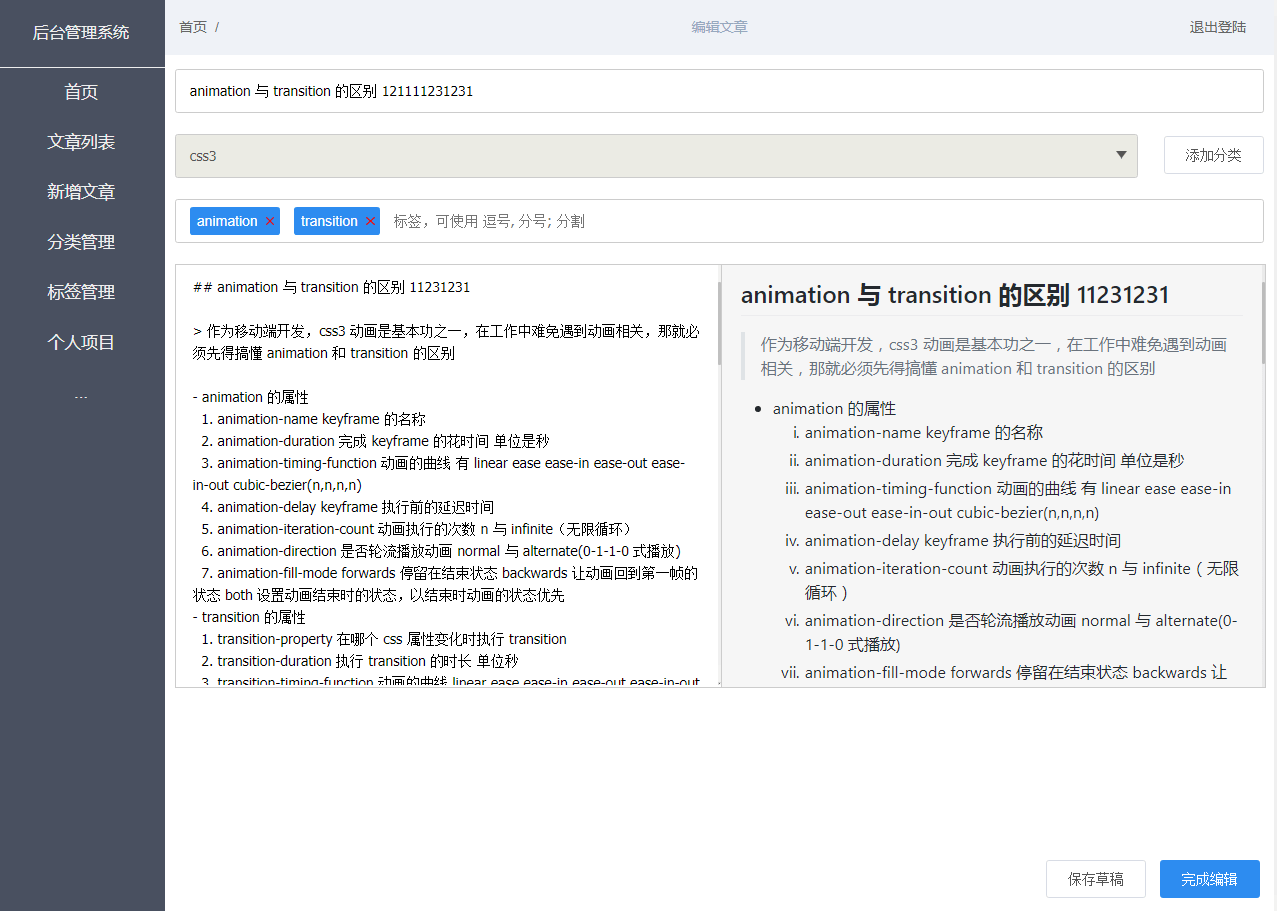 后台管理系统
首页
文章列表
新增文章
分类管理
标签管理
个人项目
...
首页 /
编辑文章
退出登陆
animation 与 transition 的区别 121111231231
css3
添加分类
animation ×
transition ×
标签，可使用 逗号, 分号; 分割
## animation 与 transition 的区别 11231231
> 作为移动端开发，css3 动画是基本功之一，在工作中难免遇到动画相关，那就必
须先得搞懂 animation 和 transition 的区别
- animation 的属性
1. animation-name keyframe 的名称
2. animation-duration 完成 keyframe 的花时间 单位是秒
3. animation-timing-function 动画的曲线 有 linear ease ease-in ease-out ease-
in-out cubic-bezier(n,n,n,n)
4. animation-delay keyframe 执行前的延迟时间
5. animation-iteration-count 动画执行的次数 n 与 infinite（无限循环）
6. animation-direction 是否轮流播放动画 normal 与 alternate(0-1-1-0 式播放)
7. animation-fill-mode forwards 停留在结束状态 backwards 让动画回到第一帧的
状态 both 设置动画结束时的状态，以结束时动画的状态优先
- transition 的属性
1. transition-property 在哪个 css 属性变化时执行 transition
2. transition-duration 执行 transition 的时长 单位秒
3. transition-timing-function 动画的曲线 linear ease ease-in ease-out ease-in-out
animation 与 transition 的区别 11231231
作为移动端开发，css3 动画是基本功之一，在工作中难免遇到动画
相关，那就必须先得搞懂 animation 和 transition 的区别
• animation 的属性
i. animation-name keyframe 的名称
ii. animation-duration 完成 keyframe 的花时间 单位是秒
iii. animation-timing-function 动画的曲线 有 linear ease ease-in
ease-out ease-in-out cubic-bezier(n,n,n,n)
iv. animation-delay keyframe 执行前的延迟时间
v. animation-iteration-count 动画执行的次数 n 与 infinite（无限
循环）
vi. animation-direction 是否轮流播放动画 normal 与 alternate(0-
1-1-0 式播放)
vii. animation-fill-mode forwards 停留在结束状态 backwards 让
保存草稿
完成编辑